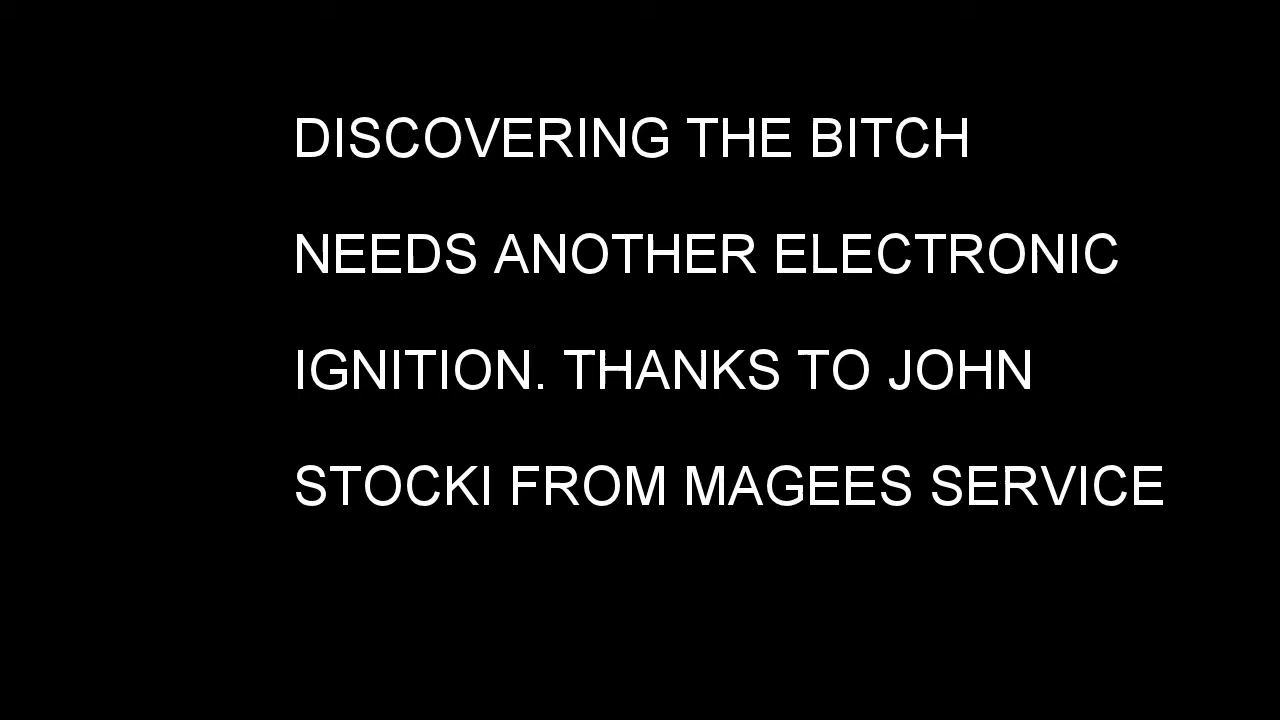 DISCOVERING THE BITCH
NEEDS ANOTHER ELECTRONIC
IGNITION. THANKS TO JOHN
STOCKI FROM MAGEES SERVICE